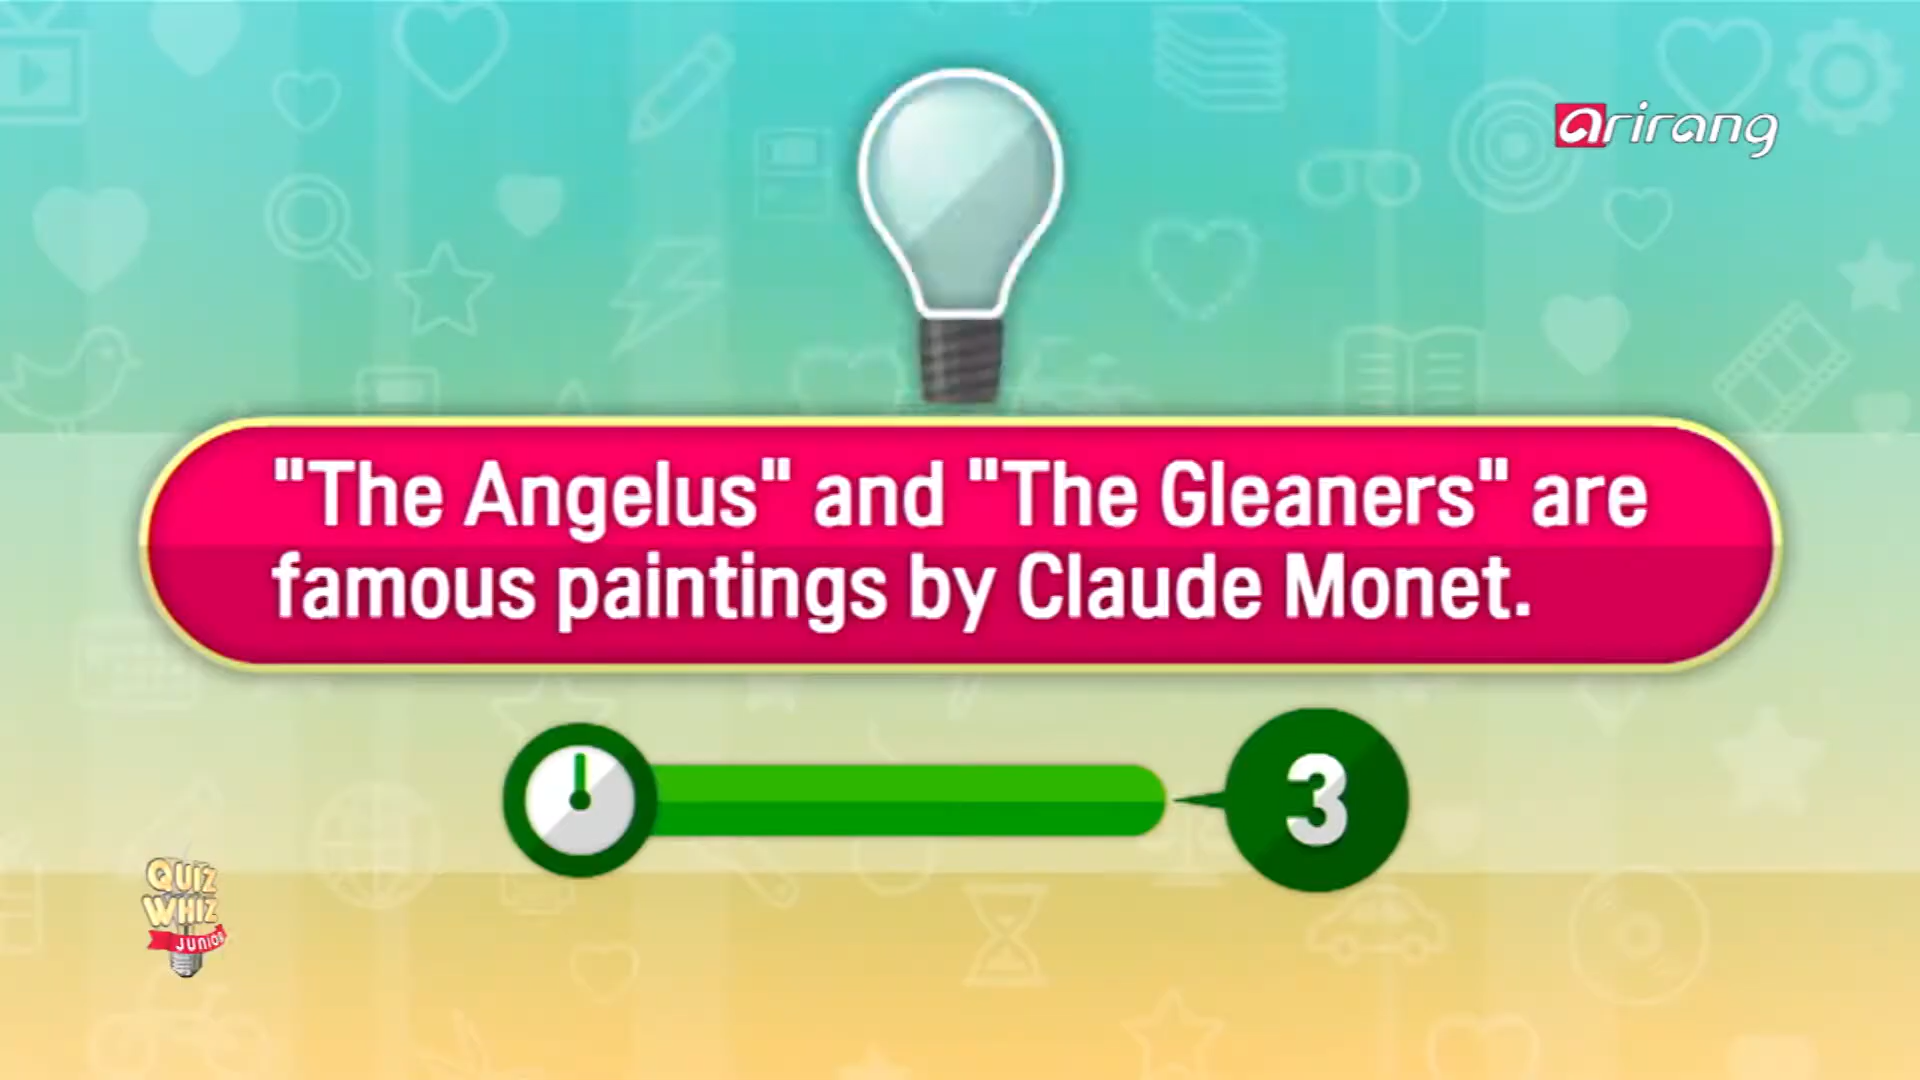 arirang
"The Angelus" and "The Gleaners" are
famous paintings by Claude Monet.
3
QUIZ
WHIZ
JUNIOR